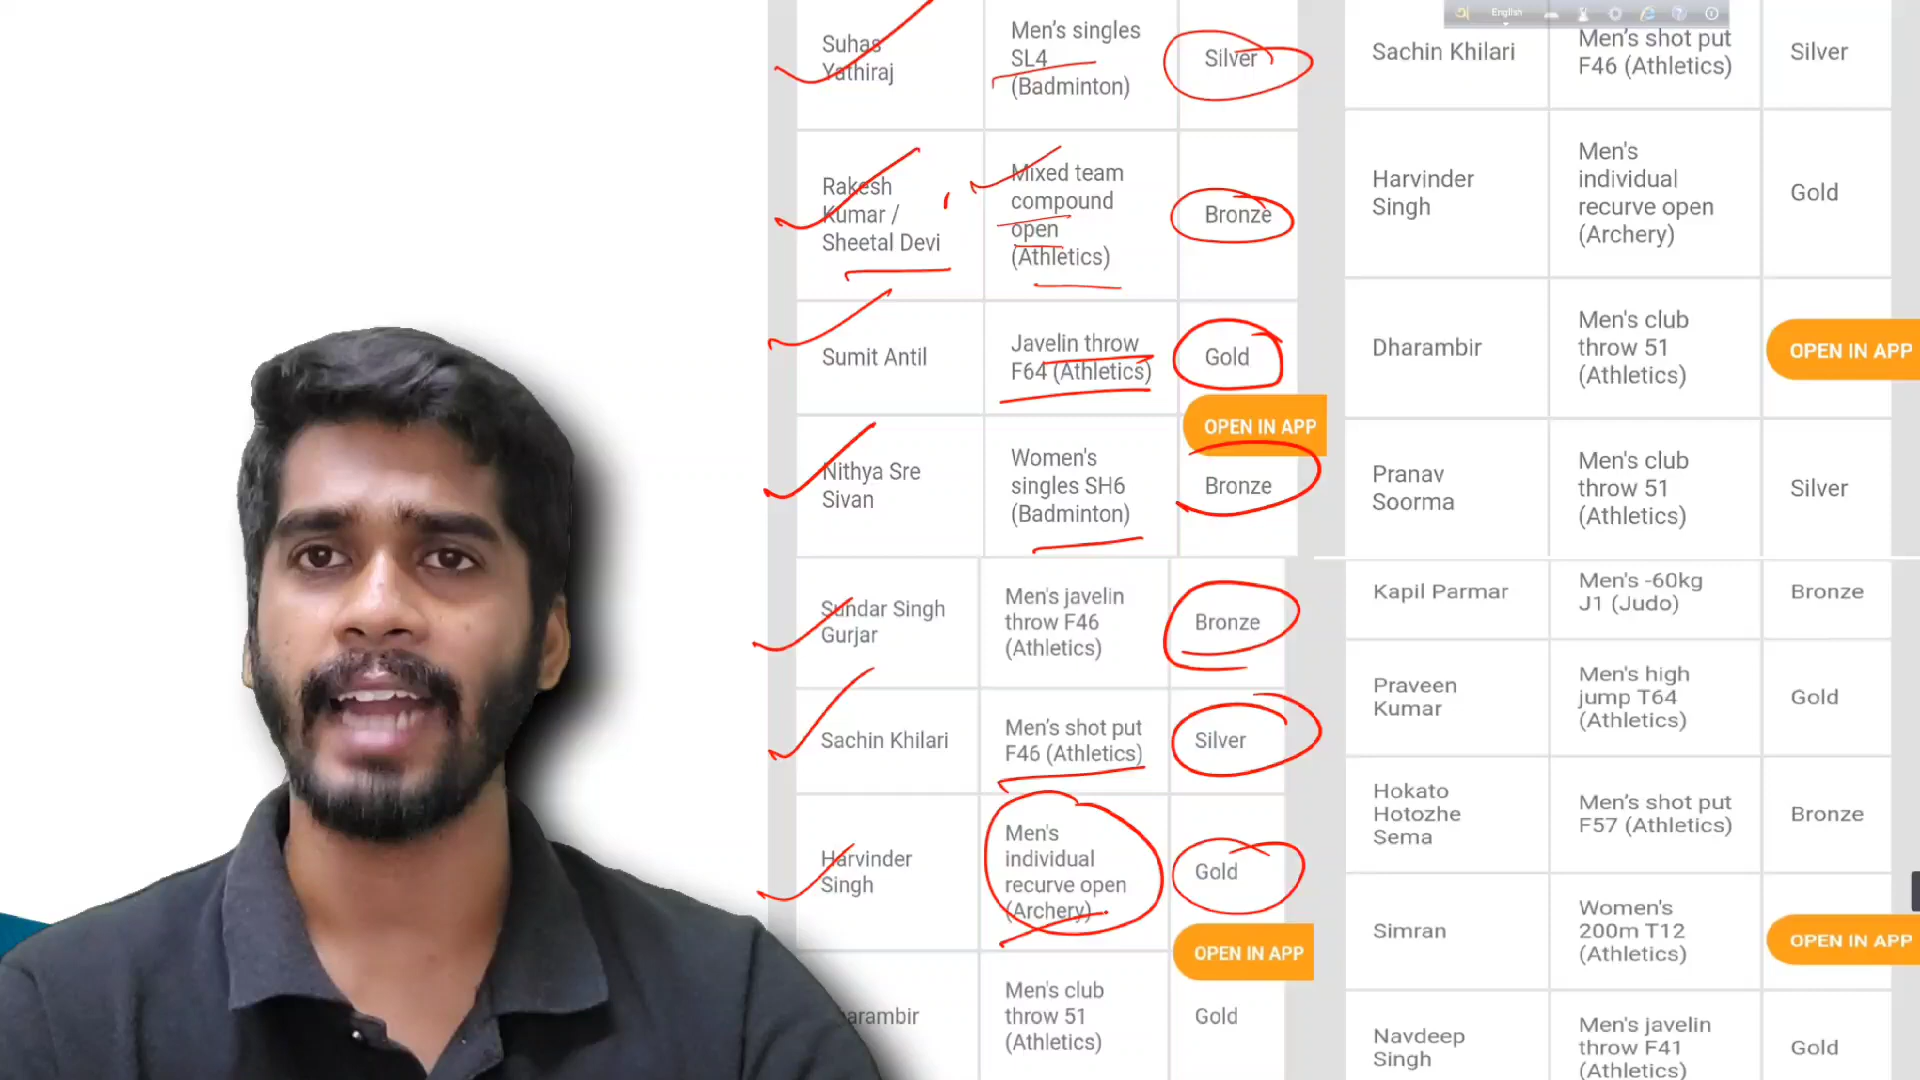 English
Suhas
Yathiraj
Men's singles
SL4
(Badminton)
Silver
Rakesh
Kumar /
Sheetal Devi
Mixed team
compound
open
(Athletics)
Bronze
Sumit Antil
Javelin throw
F64 (Athletics)
Gold
OPEN IN APP
Nithya Sre
Sivan
Women's
singles SH6
(Badminton)
Bronze
Sundar Singh
Gurjar
Men's javelin
throw F46
(Athletics)
Bronze
Sachin Khilari
Men's shot put
F46 (Athletics)
Silver
Harvinder
Singh
Men's
individual
recurve open
(Archery)
Gold
OPEN IN APP
arambir
Men's club
throw 51
(Athletics)
Gold
Sachin Khilari
Men's shot put
F46 (Athletics)
Silver
Harvinder
Singh
Men's
individual
recurve open
(Archery)
Gold
Dharambir
Men's club
throw 51
(Athletics)
OPEN IN APP
Pranav
Soorma
Men's club
throw 51
(Athletics)
Silver
Kapil Parmar
Men's -60kg
J1 (Judo)
Bronze
Praveen
Kumar
Men's high
jump T64
(Athletics)
Gold
Hokato
Hotozhe
Sema
Men's shot put
F57 (Athletics)
Bronze
Simran
Women's
200m T12
(Athletics)
OPEN IN APP
Navdeep
Singh
Men's javelin
throw F41
(Athletics)
Gold